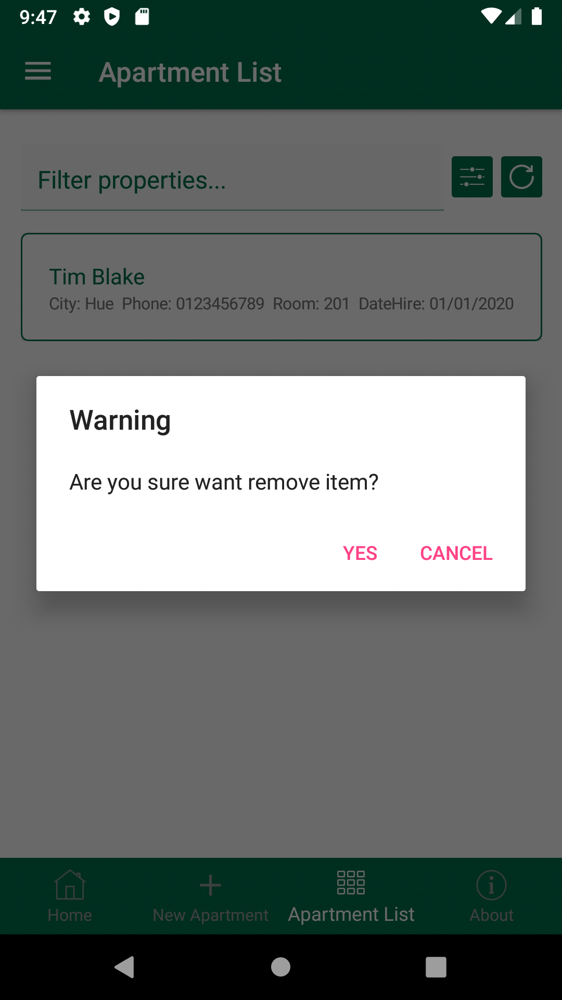 9:47
Apartment List
Filter properties...
Tim Blake
City: Hue Phone: 0123456789 Room: 201 DateHire: 01/01/2020
Warning
Are you sure want remove item?
YES CANCEL
Home New Apartment Apartment List About